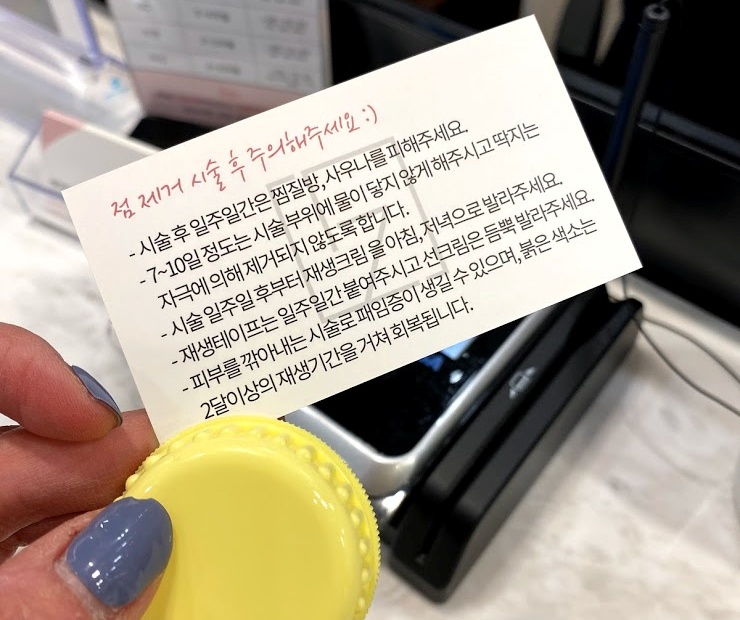 점 제거 시술 후 주의해주세요 :)
- 시술 후 일주일간은 찜질방, 사우나를 피해주세요.
- 7~10일 정도는 시술 부위에 물이 닿지 않게 해주시고 딱지는
자극에 의해 제거되지 않도록 합니다.
- 시술 일주일 후부터 재생크림 을 아침, 저녁으로 발라주세요.
- 재생테이프는 일주일간 붙여주시고 선크림은 듬뿍 발라주세요.
- 피부를 깎아내는 시술로 패임증이 생길 수 있으며, 붉은 색소는
2달이상의 재생기간을 거쳐 회복됩니다.